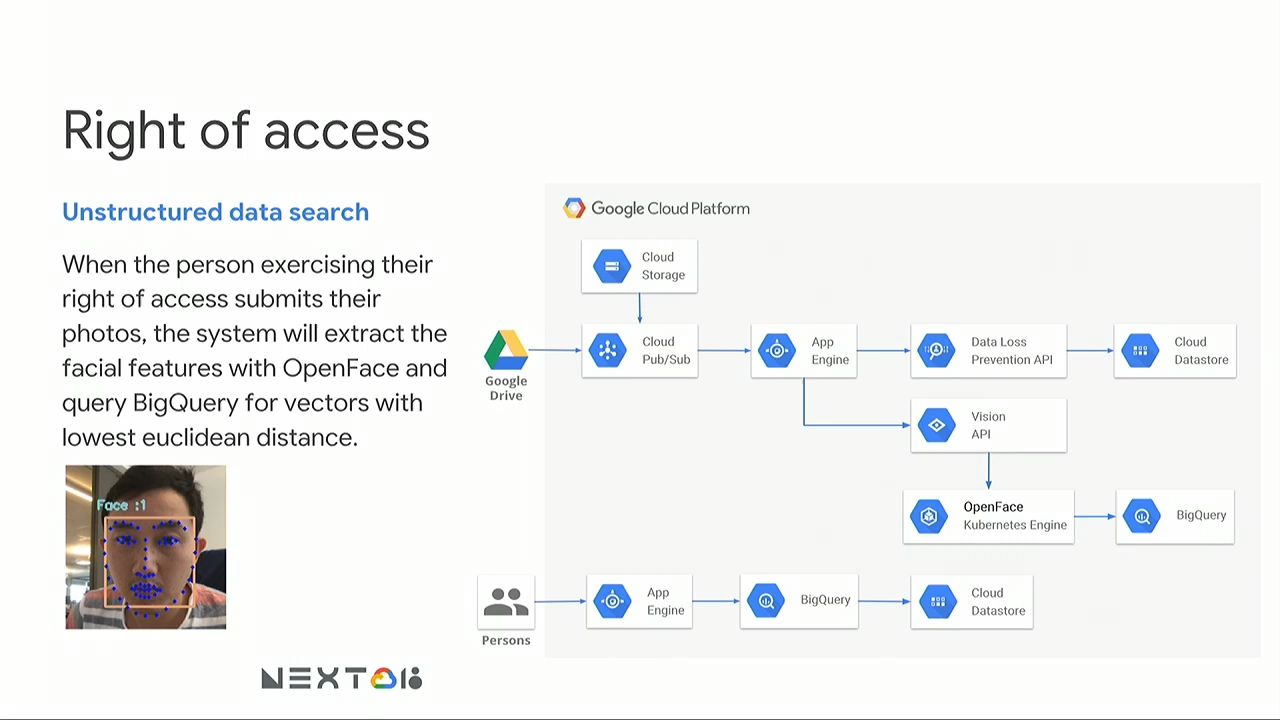 Right of access
Unstructured data search
When the person exercising their
right of access submits their
photos, the system will extract the
facial features with OpenFace and
query BigQuery for vectors with
lowest euclidean distance.
Face :1
NEXT 18
Google Cloud Platform
Cloud
Storage
Google
Drive
Cloud
Pub/Sub
App
Engine
Data Loss
Prevention API
Cloud
Datastore
Vision
API
OpenFace
Kubernetes Engine
BigQuery
Persons
App
Engine
BigQuery
Cloud
Datastore